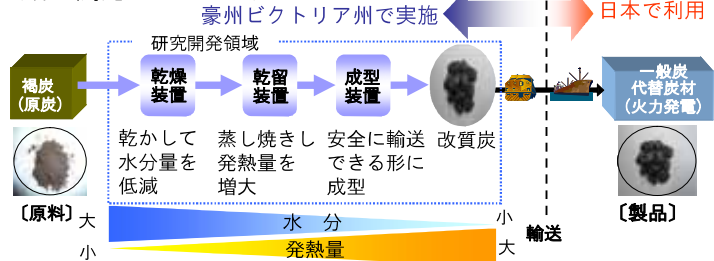 豪州ビクトリア州で実施
日本で利用
研究開発領域
褐炭
(原炭)
乾燥
装置
乾留
装置
成型
装置
一般炭
代替炭材
(火力発電)
乾かして
水分量を
低減
蒸し焼きし
発熱量を
増大
安全に輸送
できる形に
成型
改質炭
〔原料〕
大
水 分
小
輸送
〔製品〕
小
発熱量
大